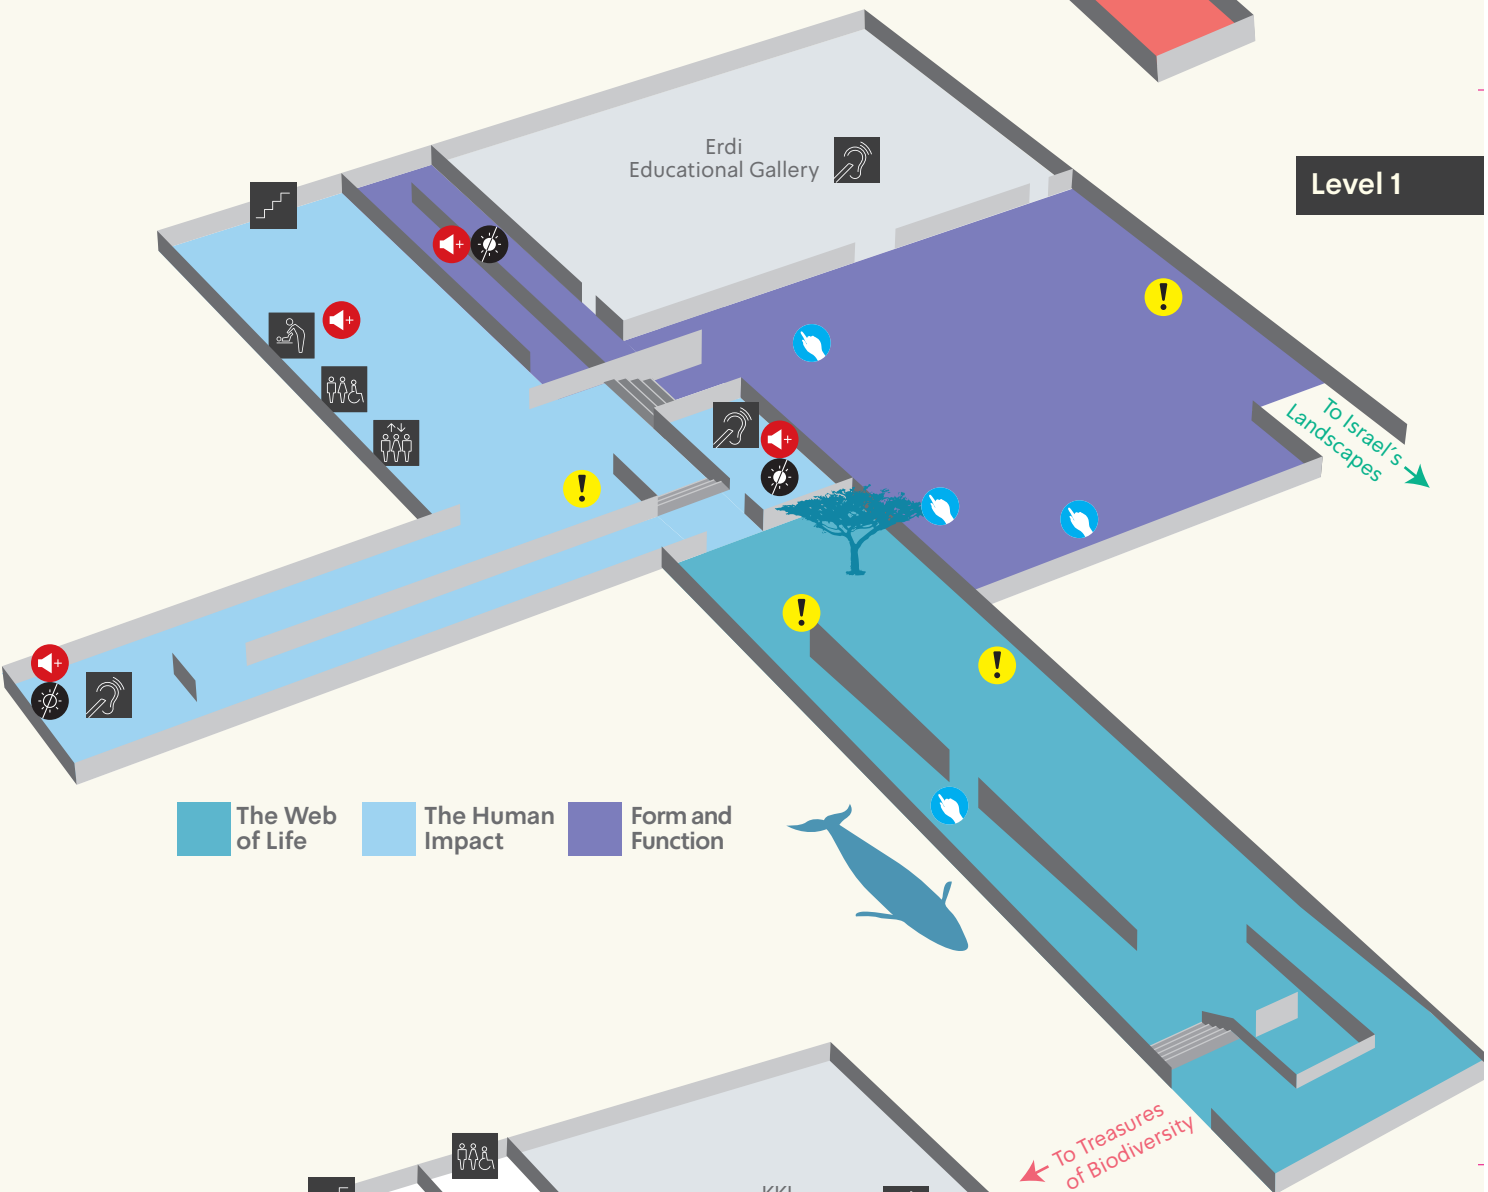 Erdi
Educational Gallery
Level 1
To Israel's
Landscapes
The Web
of Life
The Human
Impact
Form and
Function
To Treasures
of Biodiversity